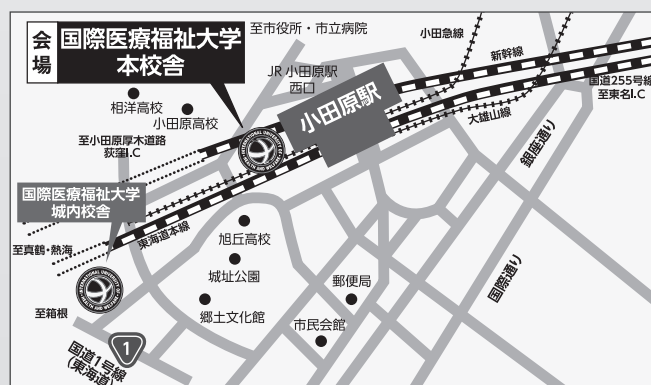 会場
国際医療福祉大学
本校舎
至市役所・市立病院
小田急線
新幹線
国道255号線
至東名I.C
JR 小田原駅
西口
小田原駅
大雄山線
銀座通り
相洋高校
小田原高校
至小田原厚木道路
荻窪I.C
国際医療福祉大学
城内校舎
至真鶴・熱海
東海道本線
旭丘高校
城址公園
郷土文化館
郵便局
市民会館
国際通り
至箱根
国道1号線
(東海道)
1